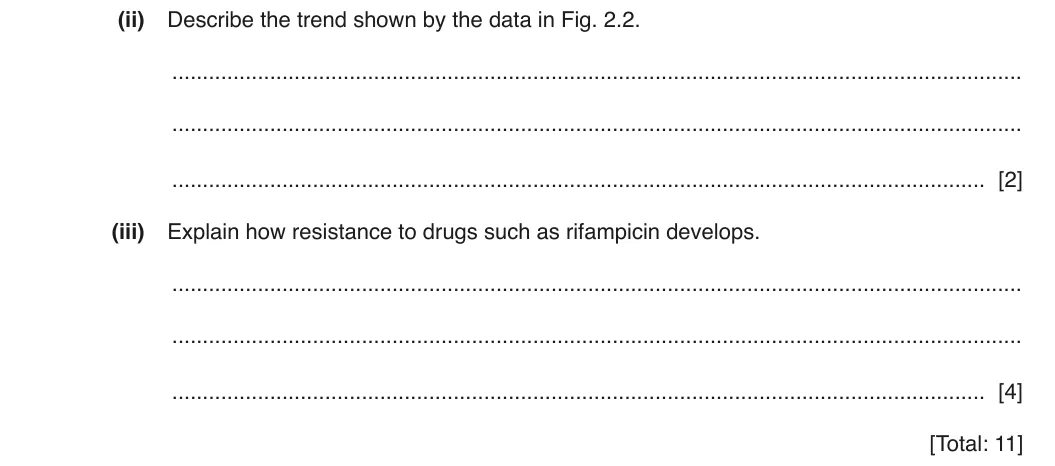 (ii) Describe the trend shown by the data in Fig. 2.2.
..........................................................................................................................................
..........................................................................................................................................
.................................................................................................................................... [2]
(iii) Explain how resistance to drugs such as rifampicin develops.
..........................................................................................................................................
..........................................................................................................................................
.................................................................................................................................... [4]
[Total: 11]